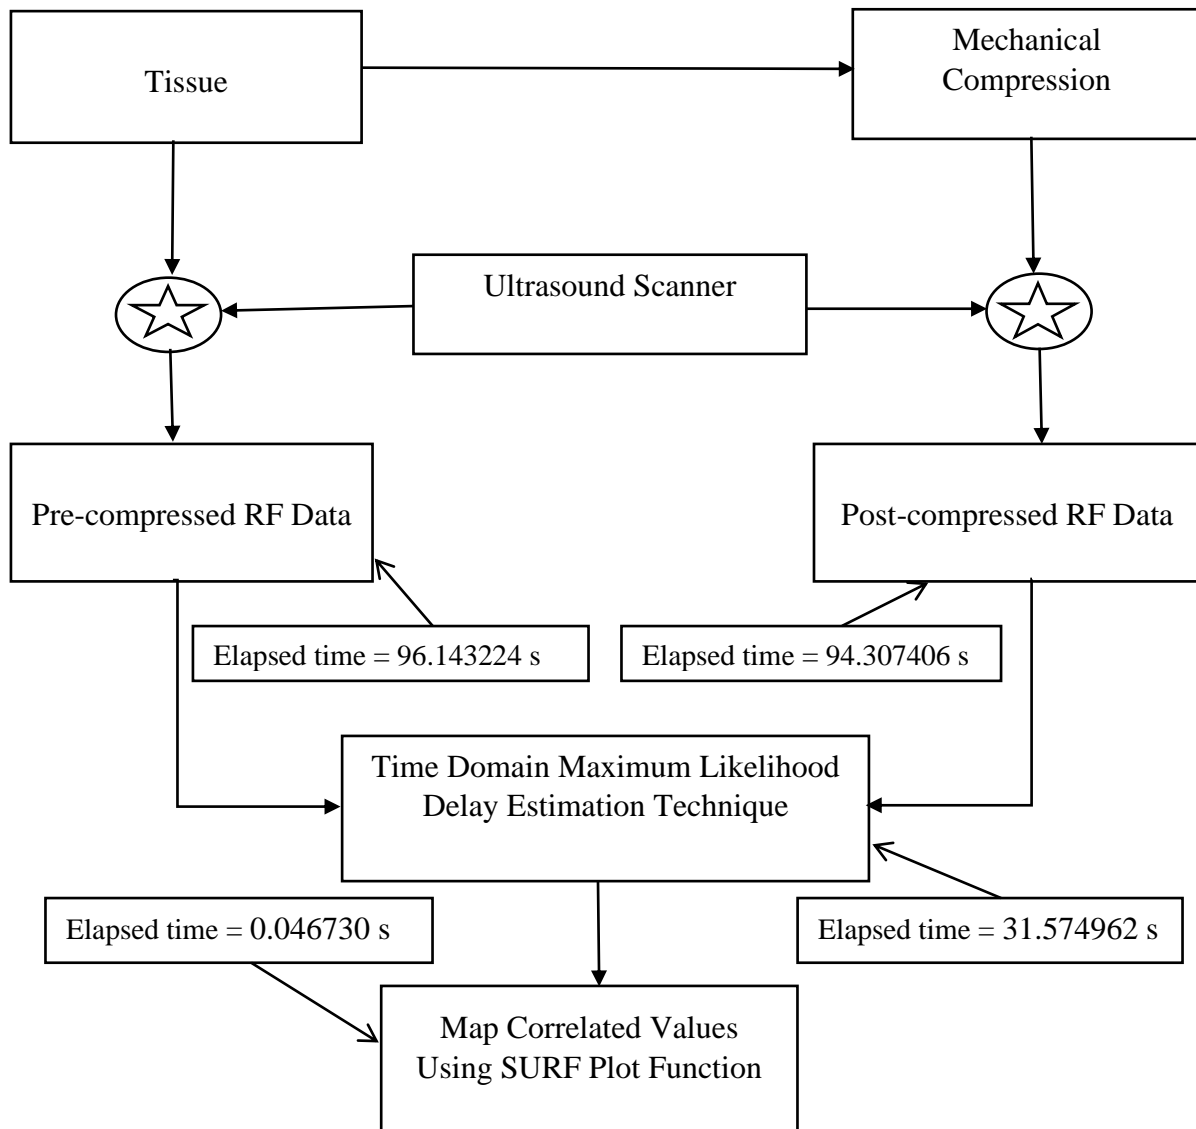 Tissue
Mechanical
Compression
Ultrasound Scanner
Pre-compressed RF Data
Post-compressed RF Data
Elapsed time = 96.143224 s
Elapsed time = 94.307406 s
Time Domain Maximum Likelihood
Delay Estimation Technique
Elapsed time = 0.046730 s
Elapsed time = 31.574962 s
Map Correlated Values
Using SURF Plot Function